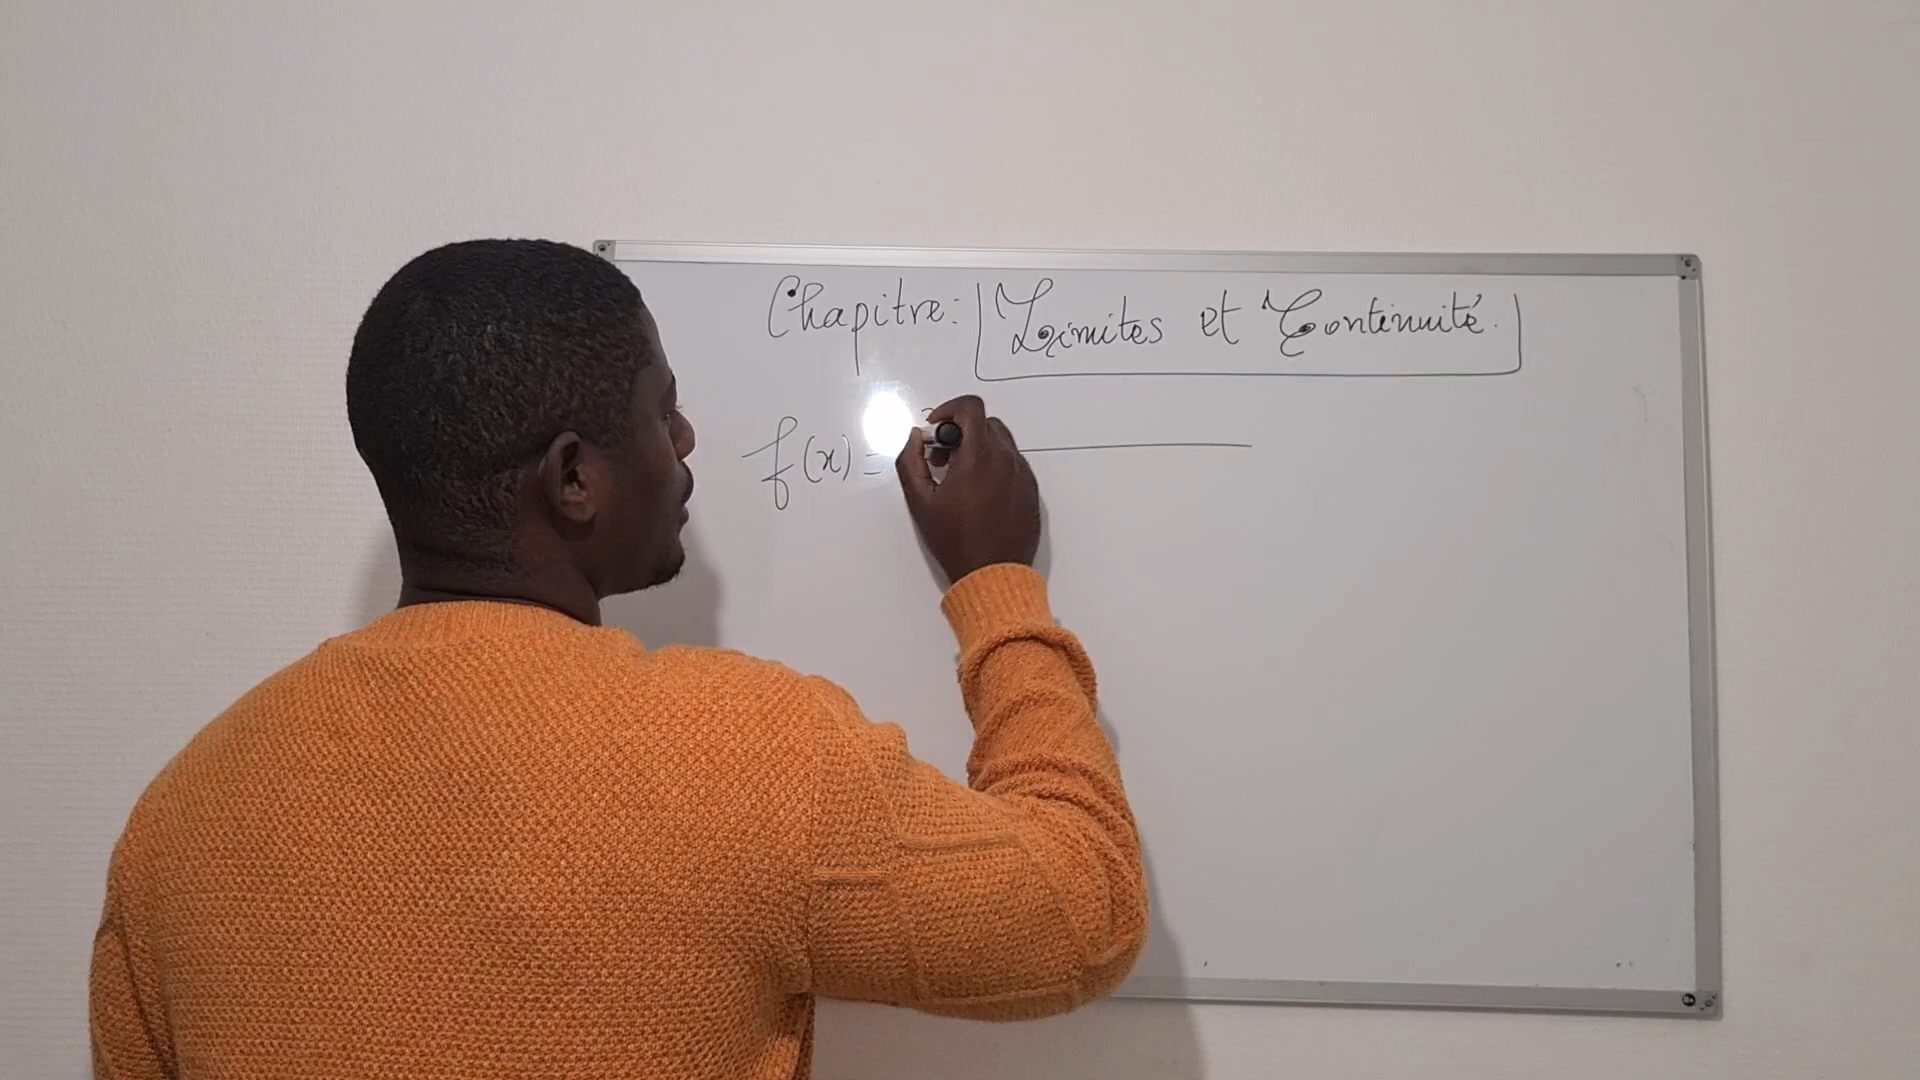 Chapitre: Limites et Continuité.
f(x) =